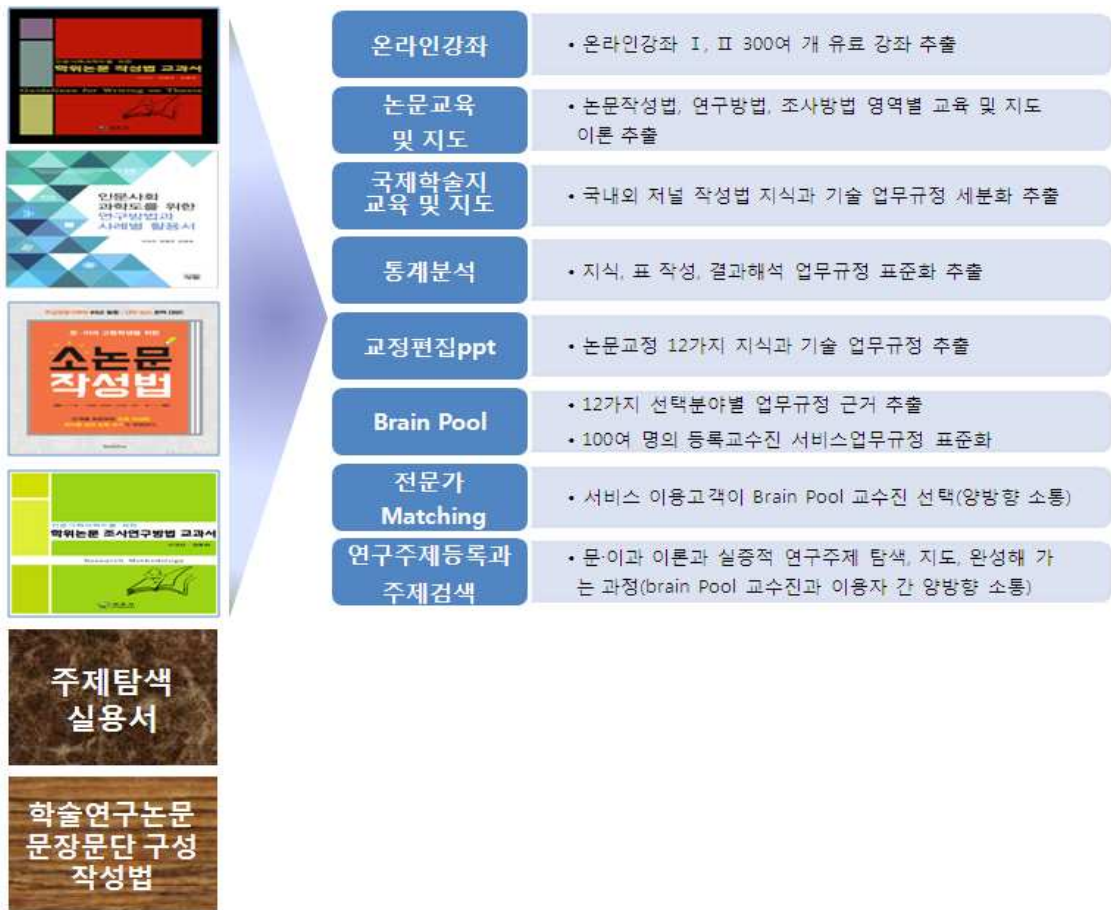 학위논문 작성법 교과서
Guidelines for Writing on Thesis
인문사회
과학도를 위한
연구방법과
사례별 활용서
소논문
작성법
학위논문 조사연구방법 교과서
Research Methodology
주제탐색
실용서
학술연구논문
문장문단 구성
작성법
온라인강좌
• 온라인강좌 Ⅰ, Ⅱ 300여 개 유료 강좌 추출
논문교육
및 지도
• 논문작성법, 연구방법, 조사방법 영역별 교육 및 지도
이론 추출
국제학술지
교육 및 지도
• 국내외 저널 작성법 지식과 기술 업무규정 세분화 추출
통계분석
• 지식, 표 작성, 결과해석 업무규정 표준화 추출
교정편집ppt
• 논문교정 12가지 지식과 기술 업무규정 추출
Brain Pool
• 12가지 선택분야별 업무규정 근거 추출
• 100여 명의 등록교수진 서비스업무규정 표준화
전문가
Matching
• 서비스 이용고객이 Brain Pool 교수진 선택(양방향 소통)
연구주제등록과
주제검색
• 문·이과 이론과 실증적 연구주제 탐색, 지도, 완성해 가
는 과정(brain Pool 교수진과 이용자 간 양방향 소통)